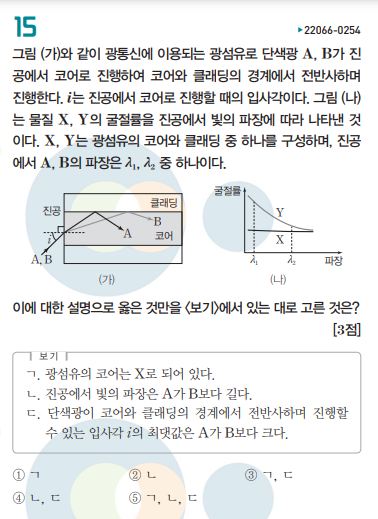 15
▶22066-0254
그림 (가)와 같이 광통신에 이용되는 광섬유로 단색광 A, B가 진
공에서 코어로 진행하여 코어와 클래딩의 경계에서 전반사하며
진행한다. i는 진공에서 코어로 진행할 때의 입사각이다. 그림 (나)
는 물질 X, Y의 굴절률을 진공에서 빛의 파장에 따라 나타낸 것
이다. X, Y는 광섬유의 코어와 클래딩 중 하나를 구성하며, 진공
에서 A, B의 파장은 λ₁, λ₂ 중 하나이다.
진공
클래딩
B
A
코어
i
A, B
(가)
굴절률
Y
X
λ₁
λ₂
파장
(나)
이에 대한 설명으로 옳은 것만을 〈보기〉에서 있는 대로 고른 것은?
[3점]
보기
ㄱ. 광섬유의 코어는 X로 되어 있다.
ㄴ. 진공에서 빛의 파장은 A가 B보다 길다.
ㄷ. 단색광이 코어와 클래딩의 경계에서 전반사하며 진행할
수 있는 입사각 i의 최댓값은 A가 B보다 크다.
① ㄱ ② ㄴ ③ ㄱ, ㄷ
④ ㄴ, ㄷ ⑤ ㄱ, ㄴ, ㄷ